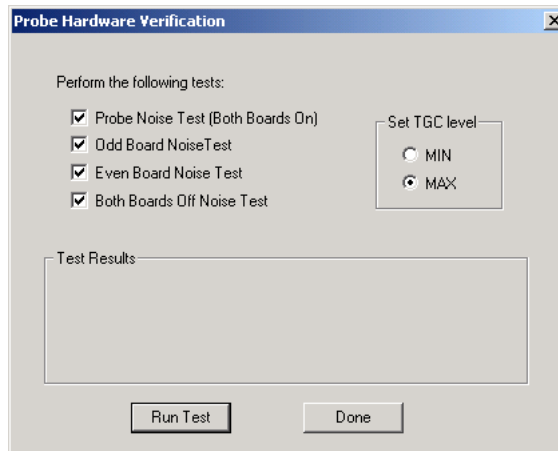 Probe Hardware Verification
Perform the following tests:
Probe Noise Test (Both Boards On)
Odd Board NoiseTest
Even Board Noise Test
Both Boards Off Noise Test
Set TGC level
MIN
MAX
Test Results
Run Test
Done